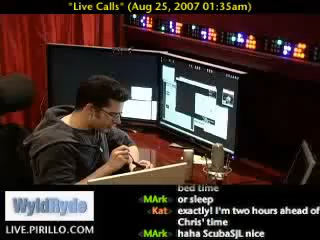 *Live Calls* (Aug 25, 2007 01:35am)
bed time
<MArk> or sleep
<Kat> exactly! I'm two hours ahead of
Chris' time
<MArk> haha ScubaSJL nice
WyldRyde
LIVE.PIRILLO.COM